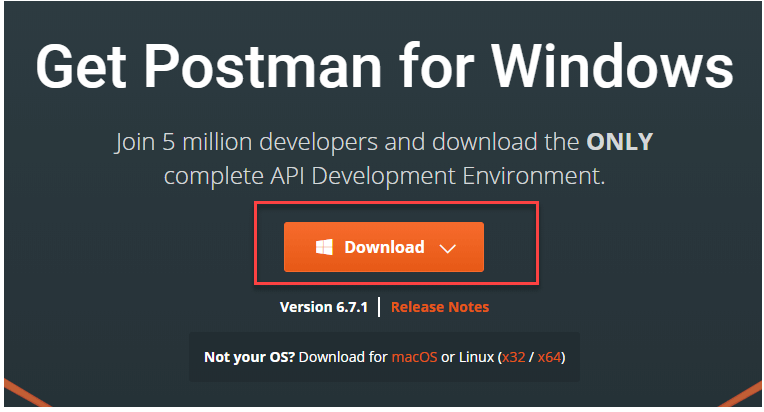 Get Postman for Windows
Join 5 million developers and download the ONLY
complete API Development Environment.
Download
Version 6.7.1 | Release Notes
Not your OS? Download for macOS or Linux (x32 / x64)